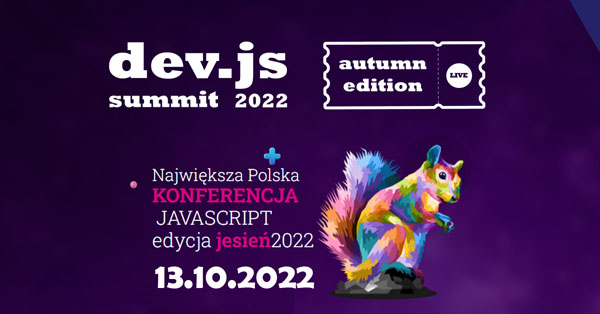 dev.js
summit 2022
autumn
edition
LIVE
Największa Polska
KONFERENCJA
JAVASCRIPT
edycja jesień2022
13.10.2022